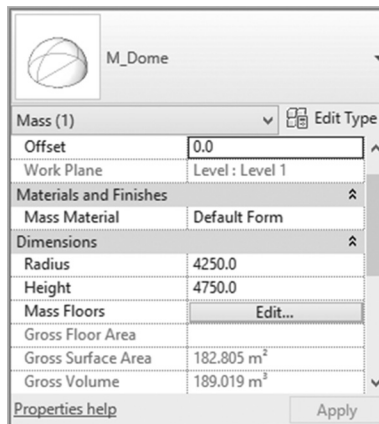 M_Dome
Mass (1) Edit Type
Offset 0.0
Work Plane Level : Level 1
Materials and Finishes
Mass Material Default Form
Dimensions
Radius 4250.0
Height 4750.0
Mass Floors Edit...
Gross Floor Area
Gross Surface Area 182.805 m²
Gross Volume 189.019 m³
Properties help Apply